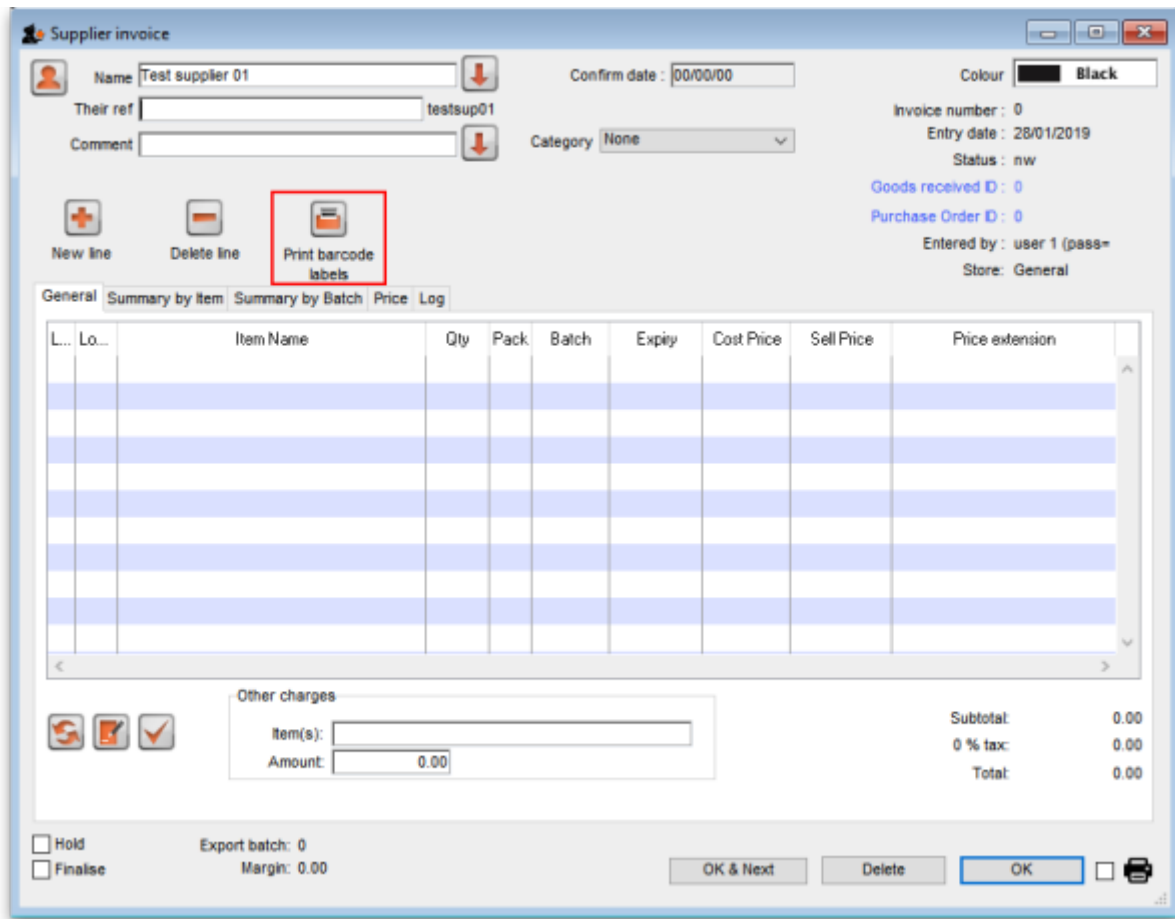 Supplier invoice
Name Test supplier 01 Confirm date : 00/00/00 Colour Black
Their ref testsup01 Invoice number : 0
Comment Category None Entry date : 28/01/2019
Status : nw
Goods received ID : 0
Purchase Order ID : 0
New line Delete line Print barcode labels Entered by : user 1 (pass=
Store: General
General Summary by Item Summary by Batch Price Log
L... Lo... Item Name Qty Pack Batch Expiry Cost Price Sell Price Price extension
Other charges
Item(s): Subtotal: 0.00
0 % tax: 0.00
Amount: 0.00 Total: 0.00
Hold Export batch: 0
Finalise Margin: 0.00 OK & Next Delete OK